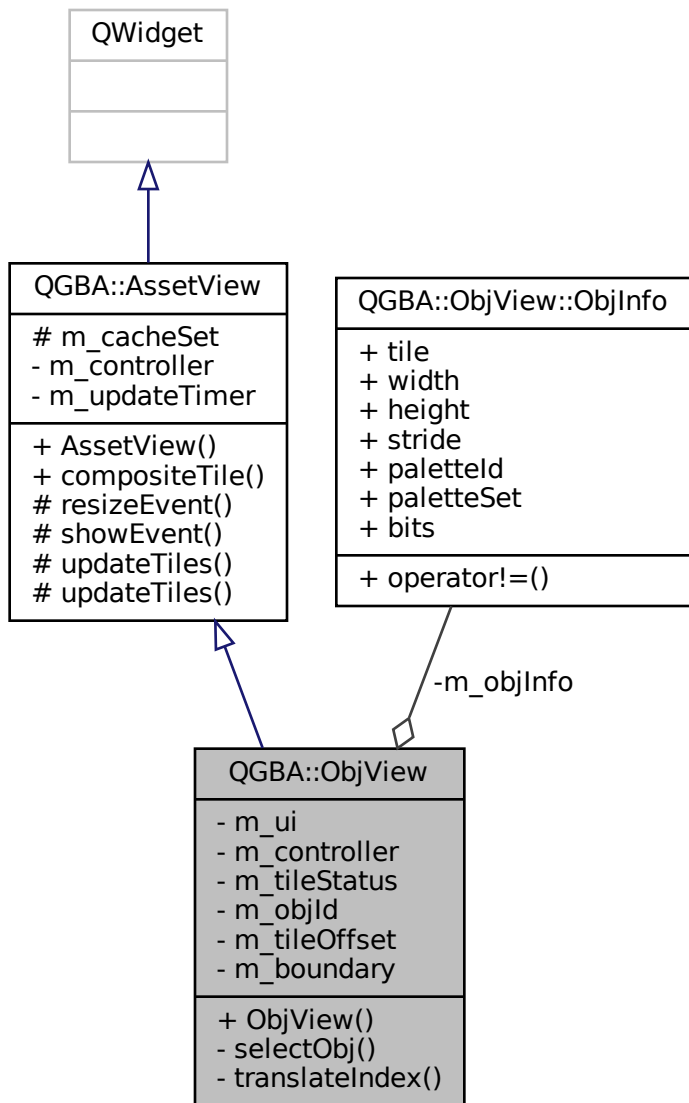 QWidget
QGBA::AssetView
# m_cacheSet
- m_controller
- m_updateTimer
+ AssetView()
+ compositeTile()
# resizeEvent()
# showEvent()
# updateTiles()
# updateTiles()
QGBA::ObjView::ObjInfo
+ tile
+ width
+ height
+ stride
+ paletteId
+ paletteSet
+ bits
+ operator!=()
-m_objInfo
QGBA::ObjView
- m_ui
- m_controller
- m_tileStatus
- m_objId
- m_tileOffset
- m_boundary
+ ObjView()
- selectObj()
- translateIndex()